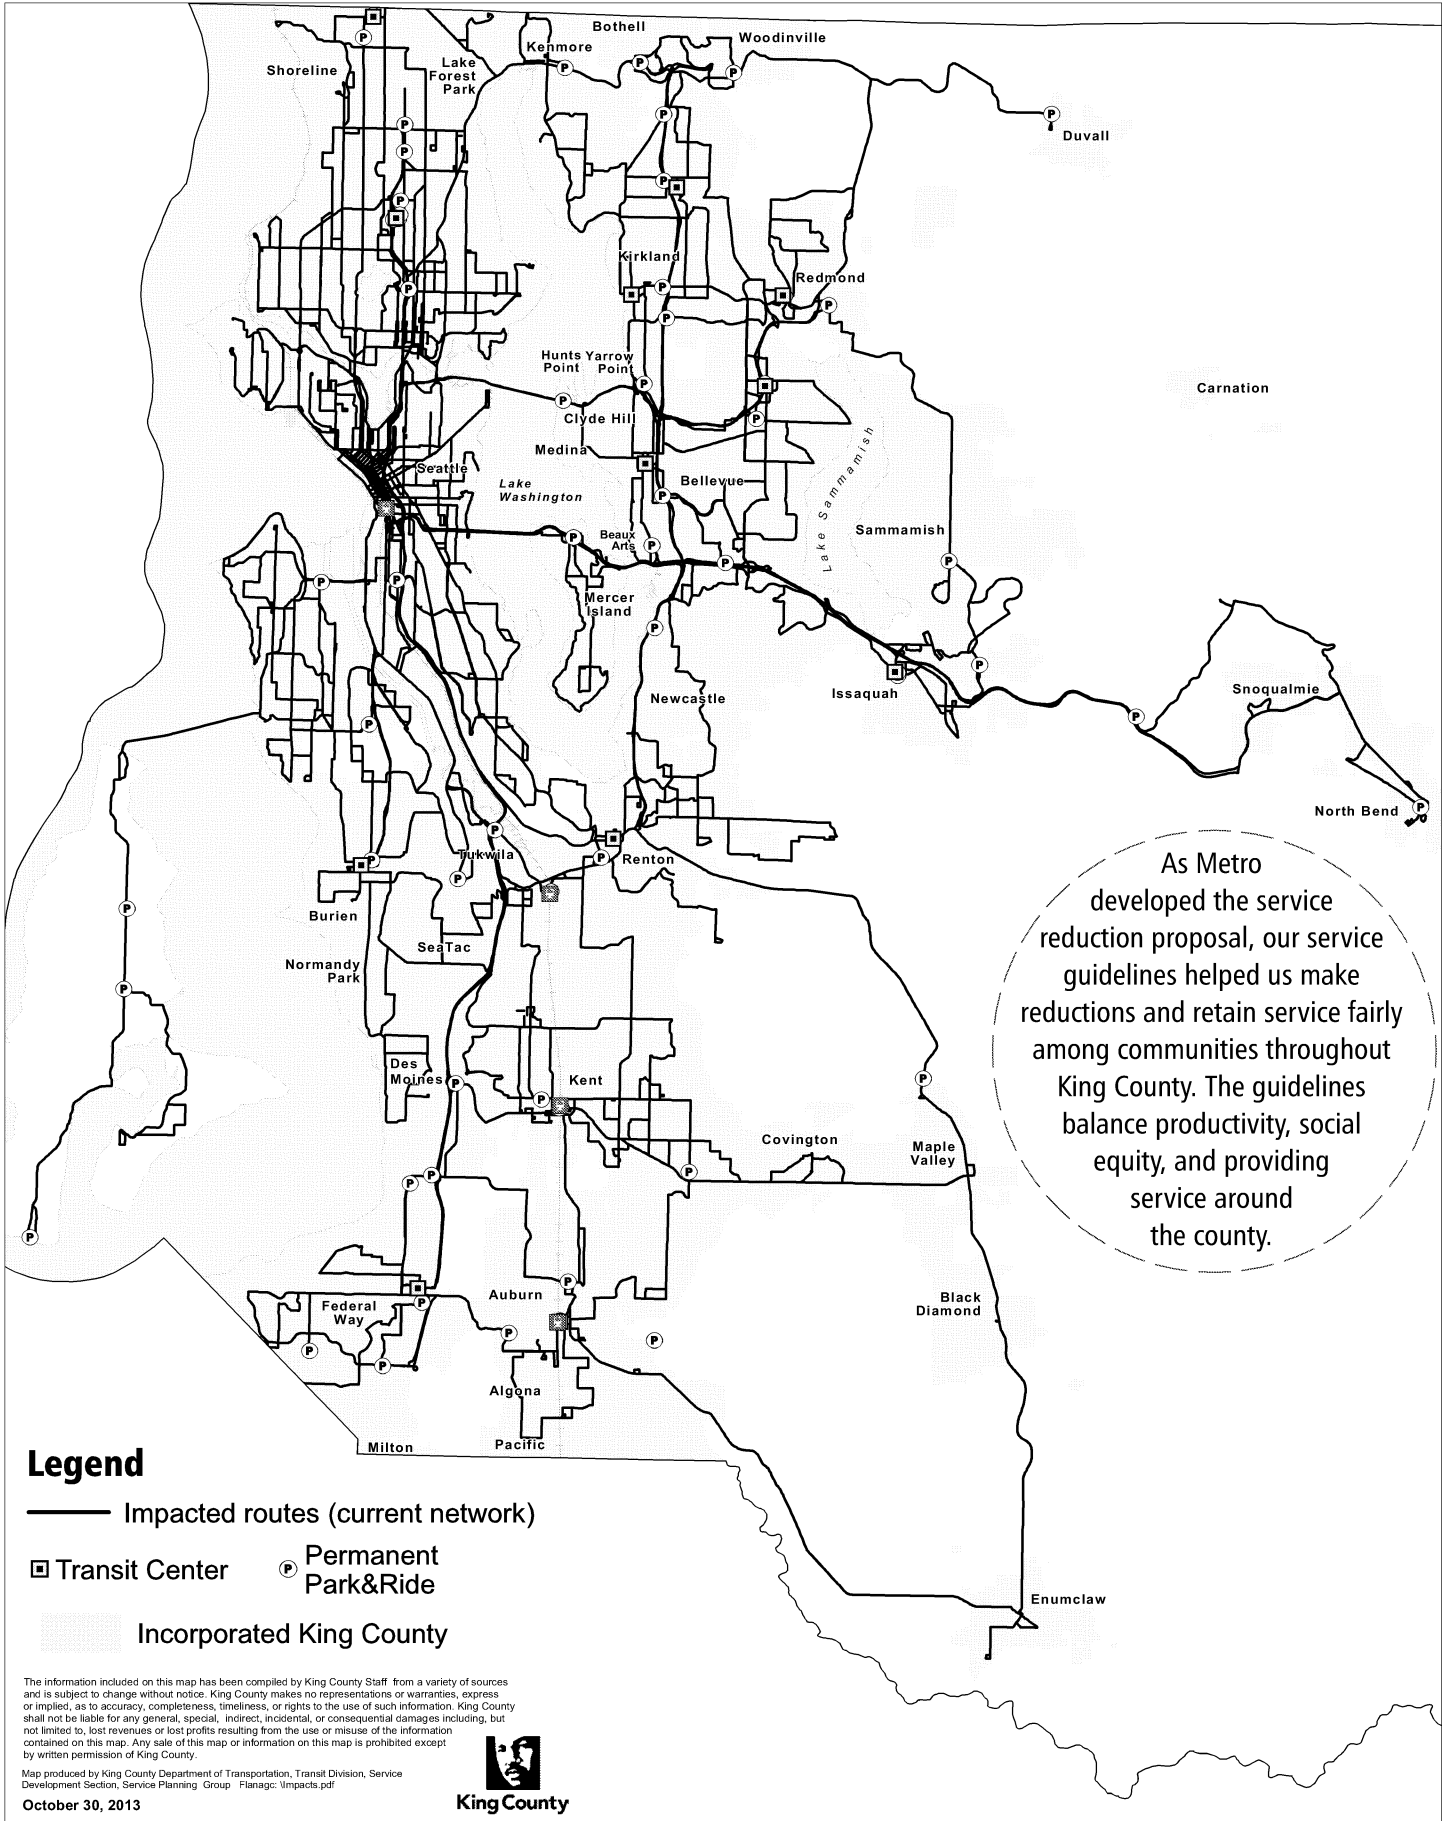 Bothell
Woodinville
Kenmore
Shoreline
Lake
Forest
Park
Duvall
Kirkland
Redmond
Hunts
Point
Yarrow
Point
Carnation
Clyde Hill
Medina
Seattle
Lake
Washington
Bellevue
Lake Sammamish
Sammamish
Beaux
Arts
Mercer
Island
Newcastle
Issaquah
Snoqualmie
North Bend
Tukwila
Renton
Burien
SeaTac
Normandy
Park
Des
Moines
Kent
Covington
Maple
Valley
Black
Diamond
Auburn
Federal
Way
Algona
Pacific
Milton
Enumclaw
As Metro
developed the service
reduction proposal, our service
guidelines helped us make
reductions and retain service fairly
among communities throughout
King County. The guidelines
balance productivity, social
equity, and providing
service around
the county.
Legend
Impacted routes (current network)
Transit Center
P Permanent
Park&Ride
Incorporated King County
The information included on this map has been compiled by King County Staff from a variety of sources
and is subject to change without notice. King County makes no representations or warranties, express
or implied, as to accuracy, completeness, timeliness, or rights to the use of such information. King County
shall not be liable for any general, special, indirect, incidental, or consequential damages including, but
not limited to, lost revenues or lost profits resulting from the use or misuse of the information
contained on this map. Any sale of this map or information on this map is prohibited except
by written permission of King County.
Map produced by King County Department of Transportation, Transit Division, Service
Development Section, Service Planning Group Flanagc: \Impacts.pdf
October 30, 2013
King County